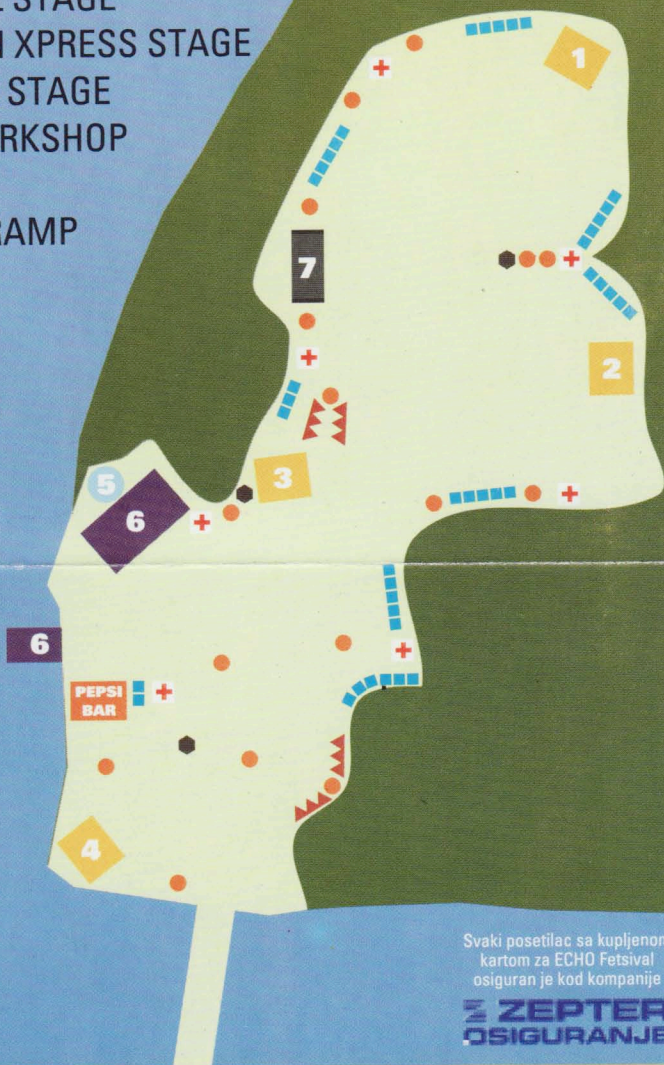 STAGE
XPRESS STAGE
STAGE
RKSHOP
RAMP
1
7
2
3
5
6
6
PEPSI
BAR
4
Svaki posetilac sa kupljenom
kartom za ECHO Fetsival
osiguran je kod kompanije
ZEPTER
OSIGURANJE